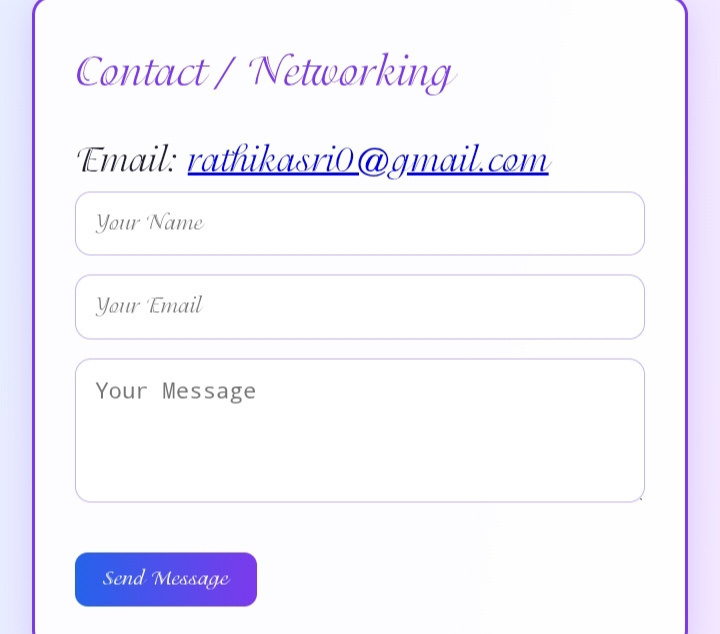 Contact / Networking
Email: rathikasri0@gmail.com
Your Name
Your Email
Your Message
Send Message